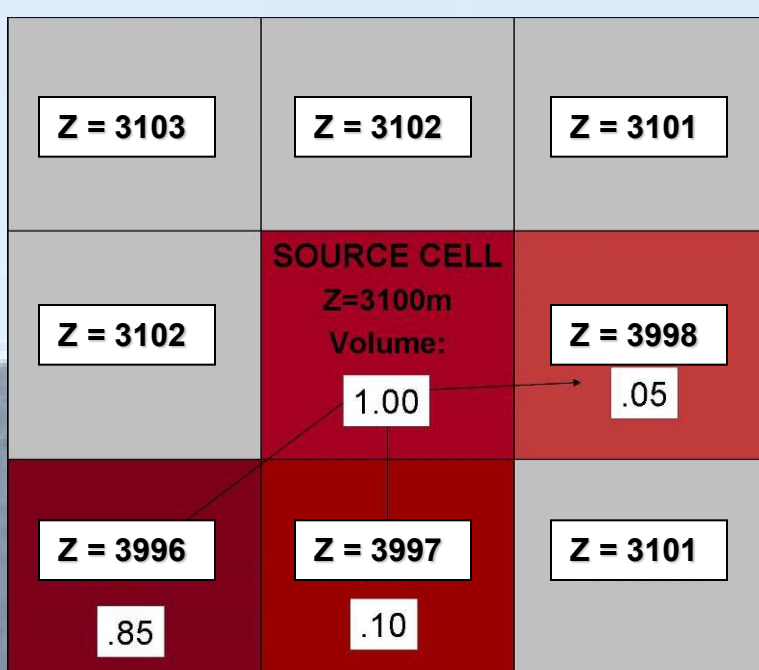 Z = 3103
Z = 3102
Z = 3101
Z = 3102
SOURCE CELL
Z=3100m
Volume:
1.00
Z = 3998
.05
Z = 3996
.85
Z = 3997
.10
Z = 3101